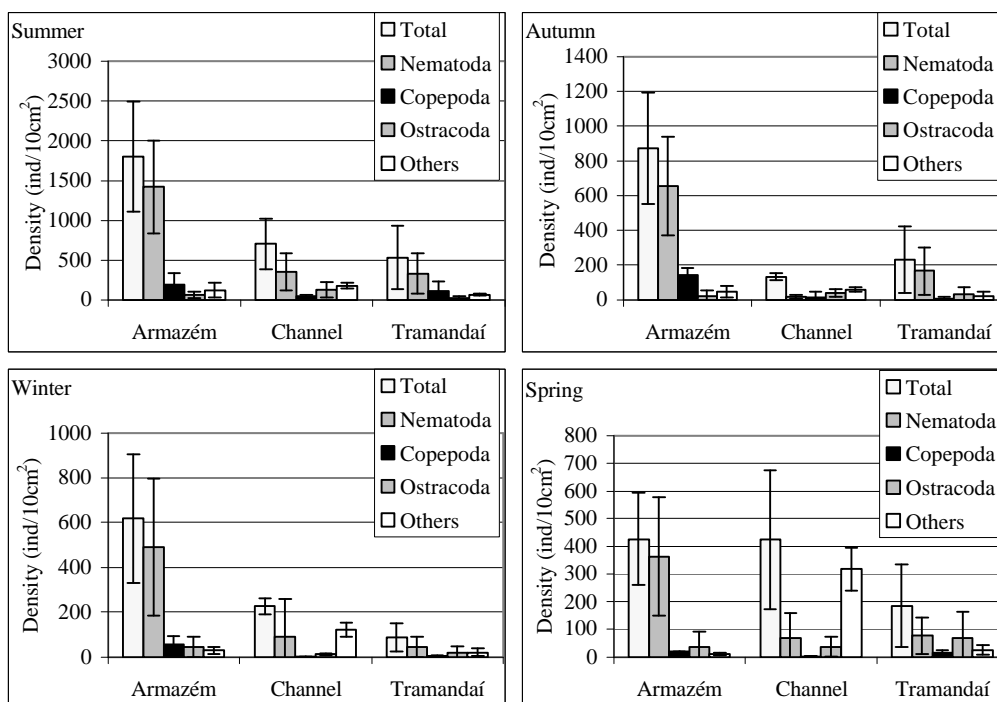 Summer
Total
Nematoda
Copepoda
Ostracoda
Others
Density (ind/10cm²)
3000
2500
2000
1500
1000
500
0
Armazém Channel Tramandaí
Autumn
Total
Nematoda
Copepoda
Ostracoda
Others
Density (ind/10cm²)
1400
1200
1000
800
600
400
200
0
Armazém Channel Tramandaí
Winter
Total
Nematoda
Copepoda
Ostracoda
Others
Density (ind/10cm²)
1000
800
600
400
200
0
Armazém Channel Tramandaí
Spring
Total
Nematoda
Copepoda
Ostracoda
Others
Density (ind/10cm²)
800
700
600
500
400
300
200
100
0
Armazém Channel Tramandaí